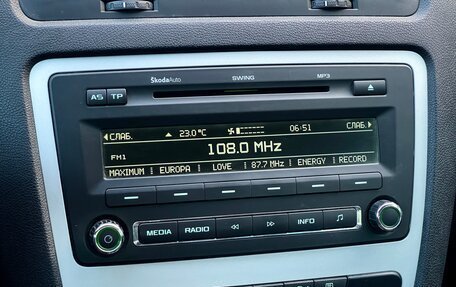 ŠkodaAuto SWING MP3
AS TP
СЛАБ. 23.0 °C 06:51 СЛАБ.
108.0 MHz
FM1
MAXIMUM EUROPA LOVE 87.7 MHz ENERGY RECORD
MEDIA RADIO INFO